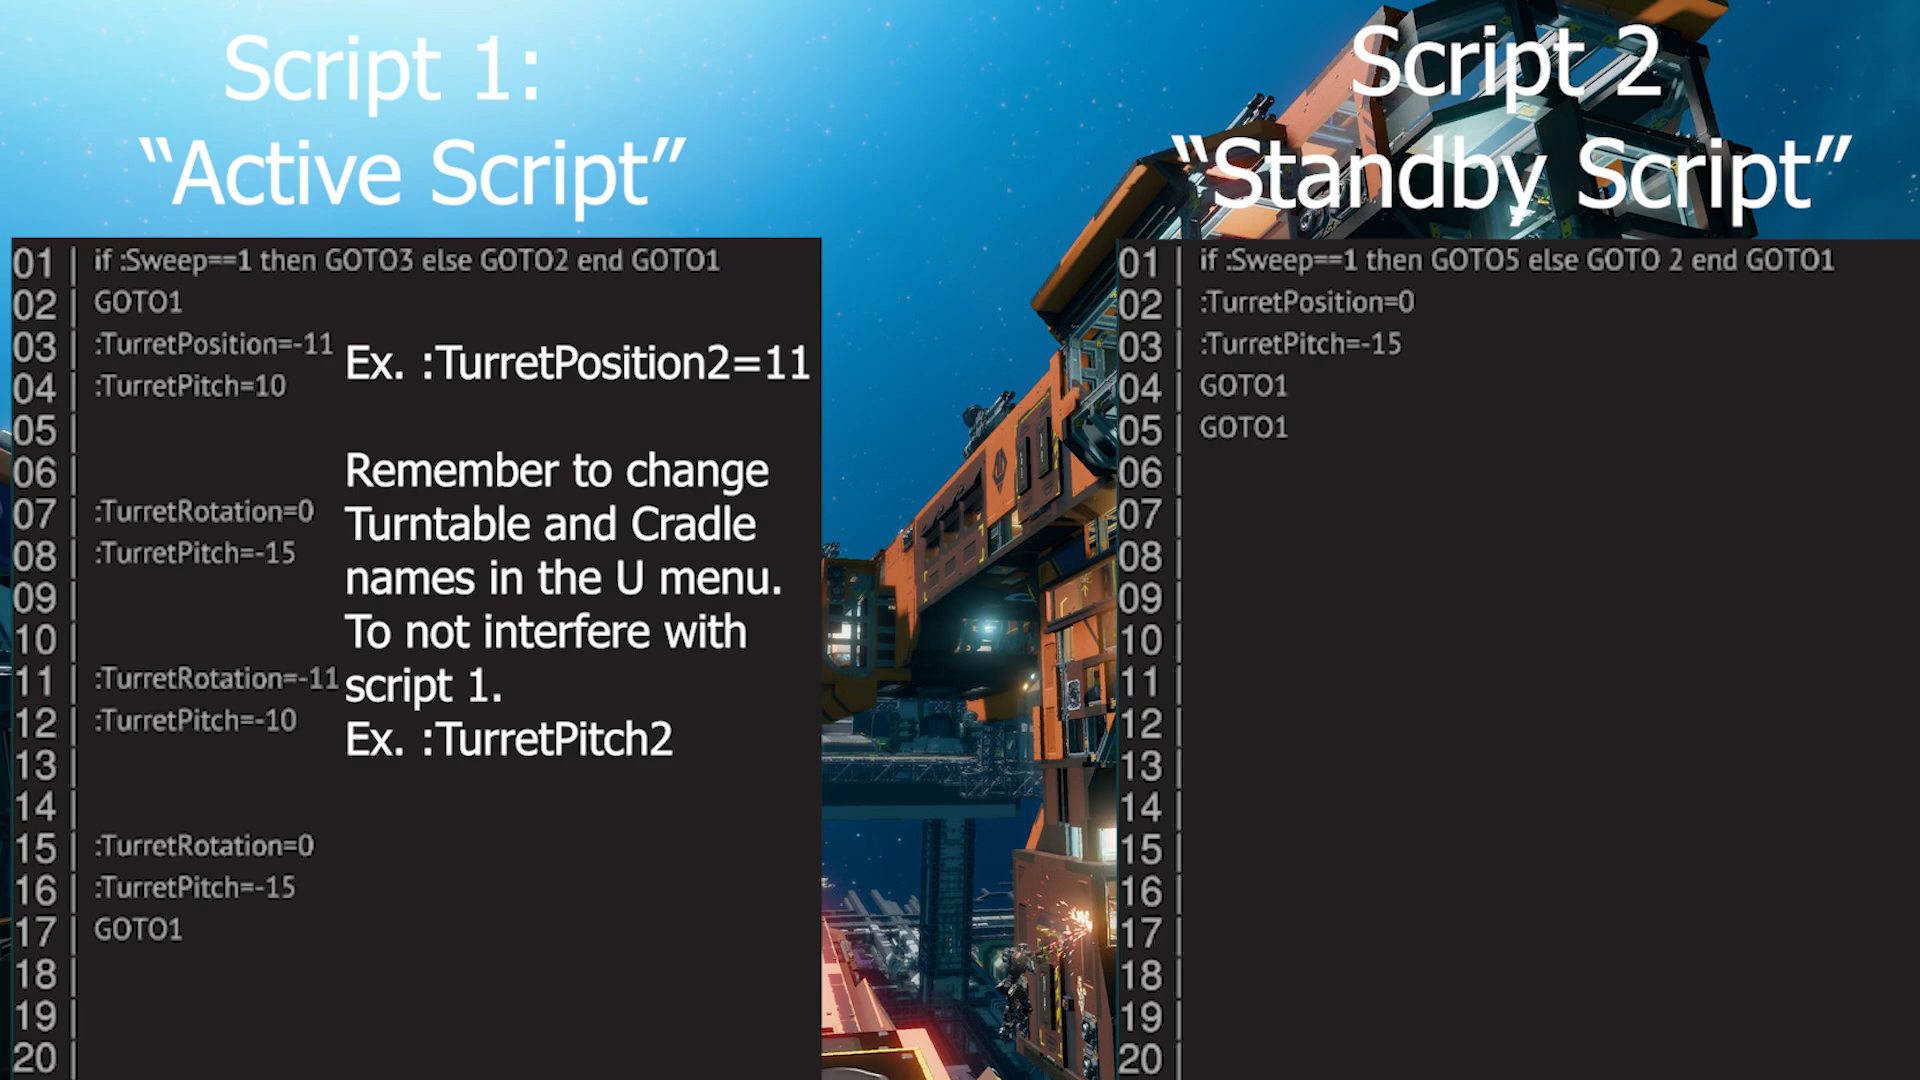 Script 1:
“Active Script”
01 if :Sweep==1 then GOTO3 else GOTO2 end GOTO1
02 GOTO1
03 :TurretPosition=-11
04 :TurretPitch=10
05
06
07 :TurretRotation=0
08 :TurretPitch=-15
09
10
11 :TurretRotation=-11
12 :TurretPitch=-10
13
14
15 :TurretRotation=0
16 :TurretPitch=-15
17 GOTO1
18
19
20
Ex. :TurretPosition2=11
Remember to change
Turntable and Cradle
names in the U menu.
To not interfere with
script 1.
Ex. :TurretPitch2
Script 2
“Standby Script”
01 if :Sweep==1 then GOTO5 else GOTO 2 end GOTO1
02 :TurretPosition=0
03 :TurretPitch=-15
04 GOTO1
05 GOTO1
06
07
08
09
10
11
12
13
14
15
16
17
18
19
20